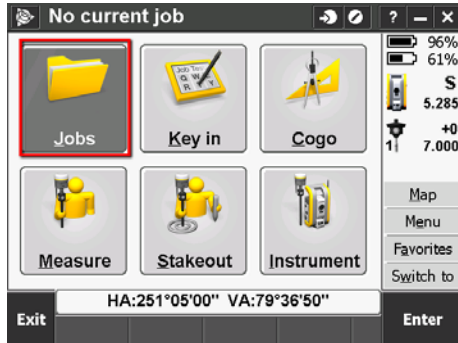 No current job
? — ×
96%
61%
S
5.285
+0
1 7.000
Jobs
Key in
Cogo
Measure
Stakeout
Instrument
Map
Menu
Favorites
Switch to
HA:251°05'00" VA:79°36'50"
Exit
Enter